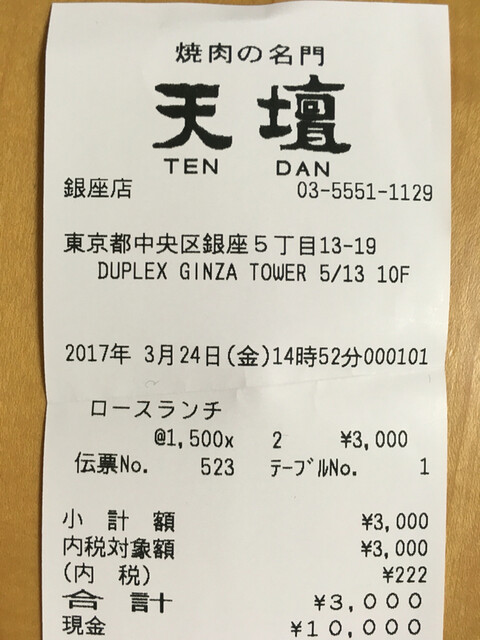 焼肉の名門
天壇
TEN DAN
銀座店 03-5551-1129
東京都中央区銀座5丁目13-19
DUPLEX GINZA TOWER 5/13 10F
2017年 3月24日(金)14時52分000101
ロースランチ
@1,500x 2 ¥3,000
伝票No. 523 テーブルNo. 1
小計額 ¥3,000
内税対象額 ¥3,000
(内税) ¥222
合計 ¥3,000
現金 ¥10,000